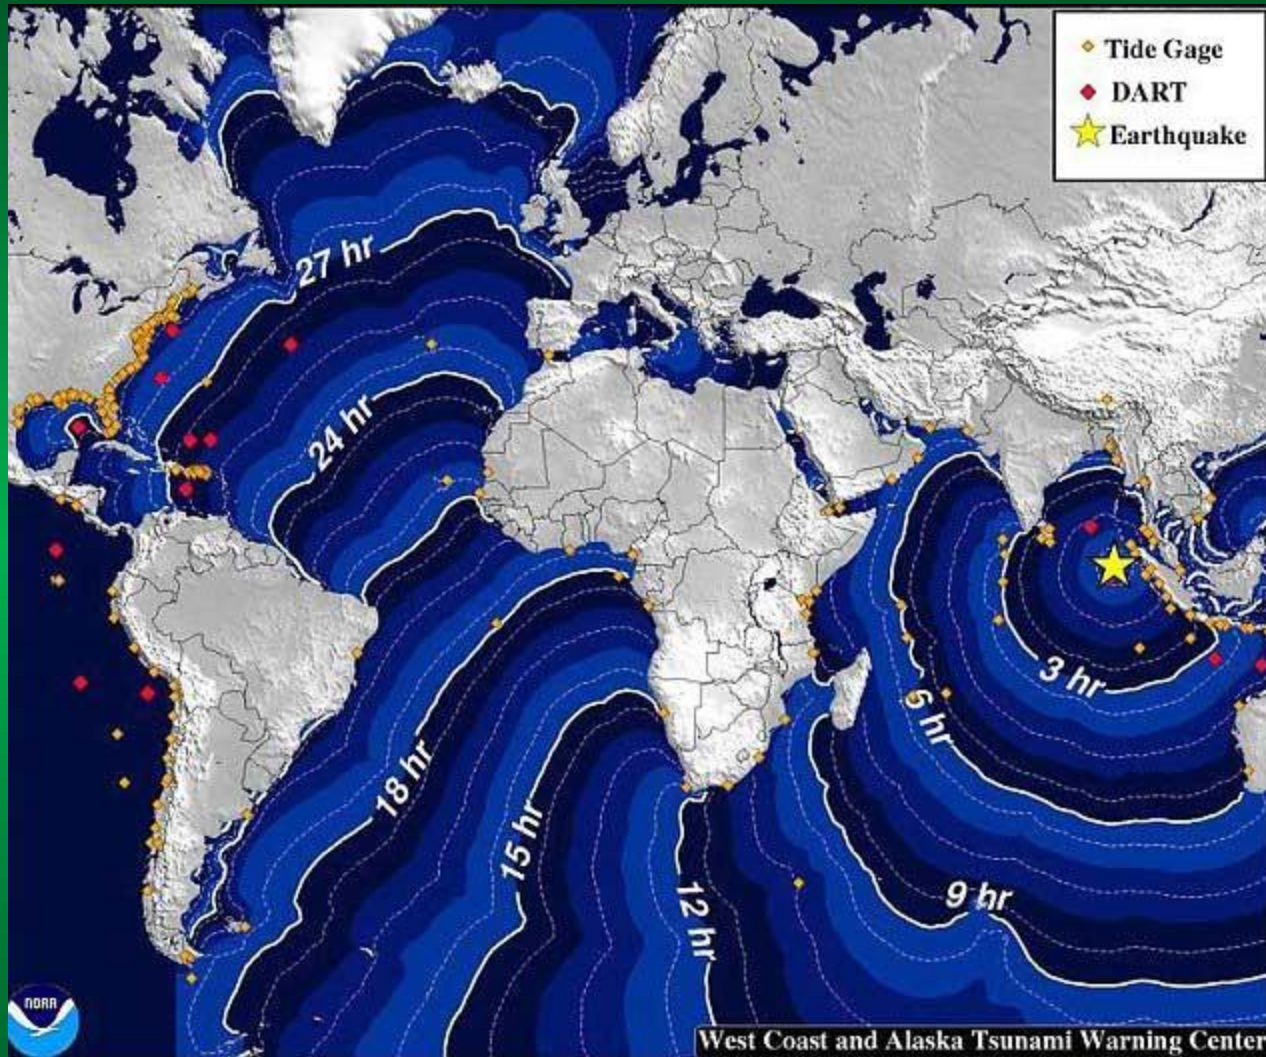 Tide Gage
DART
Earthquake
27 hr
24 hr
3 hr
6 hr
18 hr
15 hr
9 hr
12 hr
NOAA
West Coast and Alaska Tsunami Warning Center